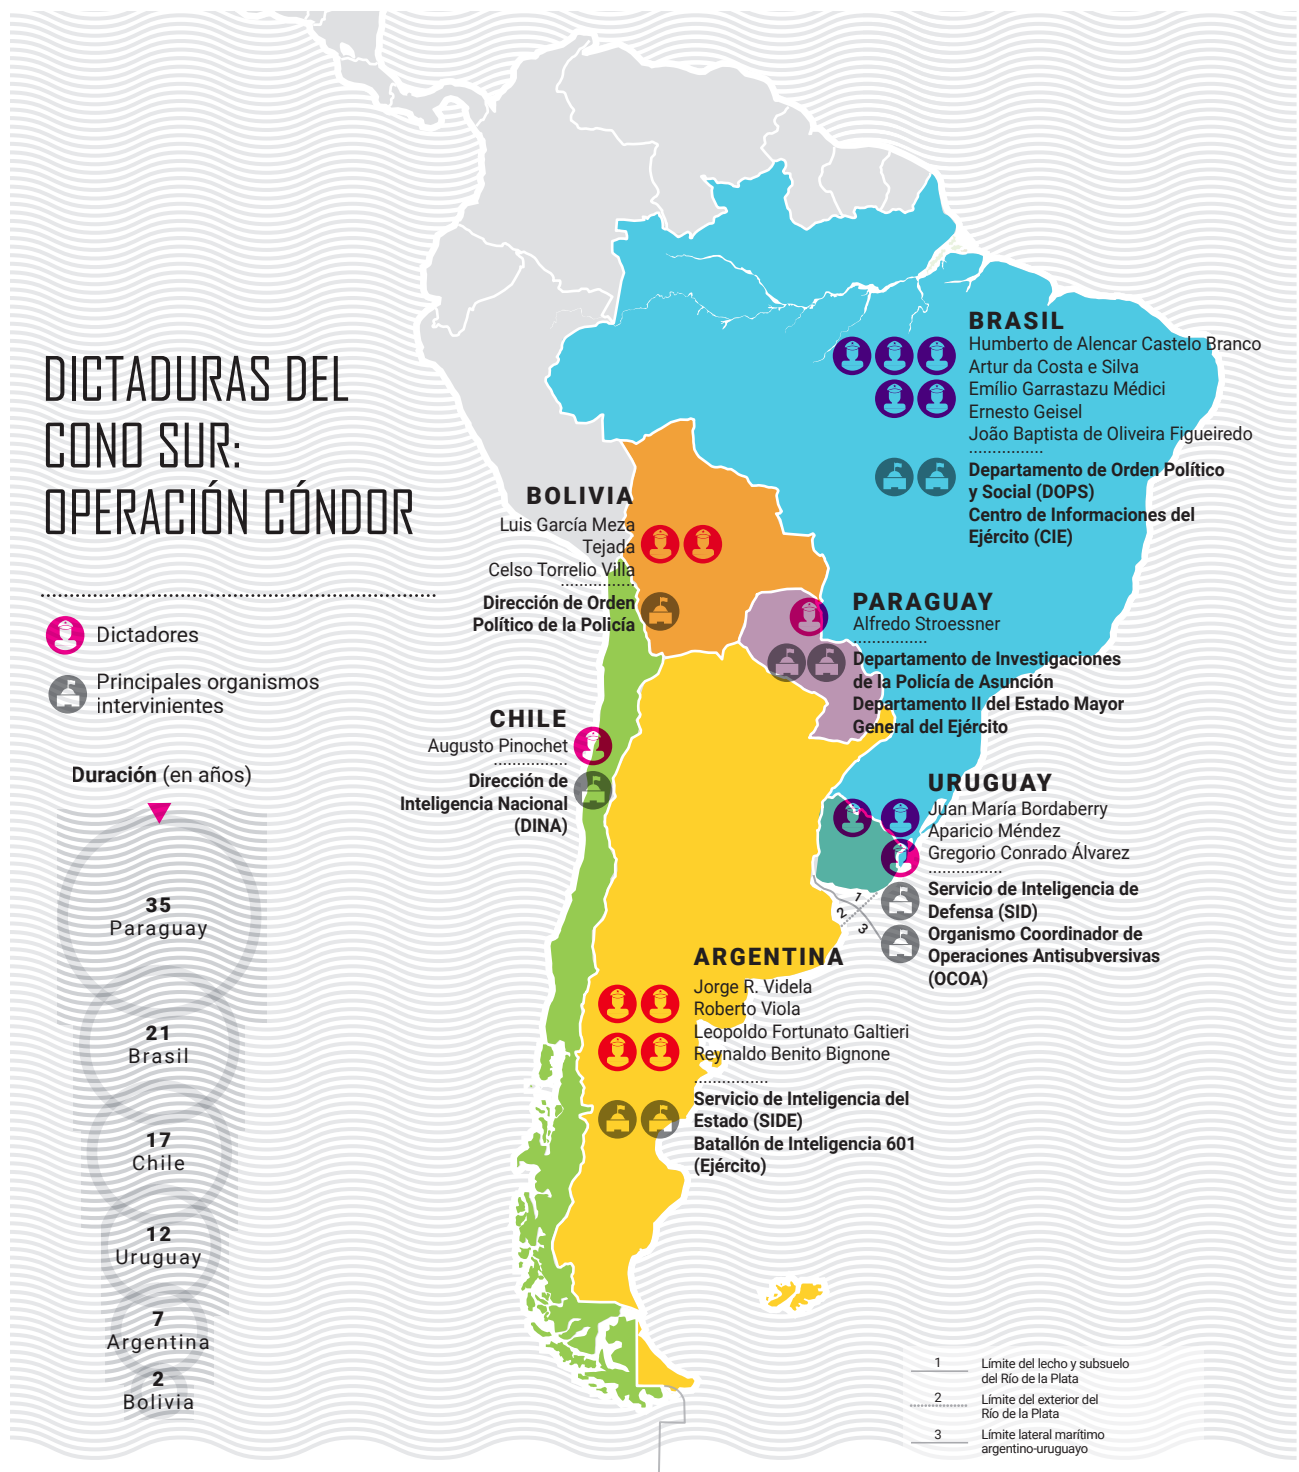 DICTADURAS DEL
CONO SUR:
OPERACIÓN CÓNDOR
Dictadores
Principales organismos
intervinientes
Duración (en años)
35
Paraguay
21
Brasil
17
Chile
12
Uruguay
7
Argentina
2
Bolivia
BRASIL
Humberto de Alencar Castelo Branco
Artur da Costa e Silva
Emílio Garrastazu Médici
Ernesto Geisel
João Baptista de Oliveira Figueiredo
Departamento de Orden Político
y Social (DOPS)
Centro de Informaciones del
Ejército (CIE)
BOLIVIA
Luis García Meza
Tejada
Celso Torrelio Villa
Dirección de Orden
Político de la Policía
PARAGUAY
Alfredo Stroessner
Departamento de Investigaciones
de la Policía de Asunción
Departamento II del Estado Mayor
General del Ejército
CHILE
Augusto Pinochet
Dirección de
Inteligencia Nacional
(DINA)
URUGUAY
Juan María Bordaberry
Aparicio Méndez
Gregorio Conrado Álvarez
Servicio de Inteligencia de
Defensa (SID)
Organismo Coordinador de
Operaciones Antisubversivas
(OCOA)
1
2
3
ARGENTINA
Jorge R. Videla
Roberto Viola
Leopoldo Fortunato Galtieri
Reynaldo Benito Bignone
Servicio de Inteligencia del
Estado (SIDE)
Batallón de Inteligencia 601
(Ejército)
1 Límite del lecho y subsuelo
del Río de la Plata
2 Límite del exterior del
Río de la Plata
3 Límite lateral marítimo
argentino-uruguayo